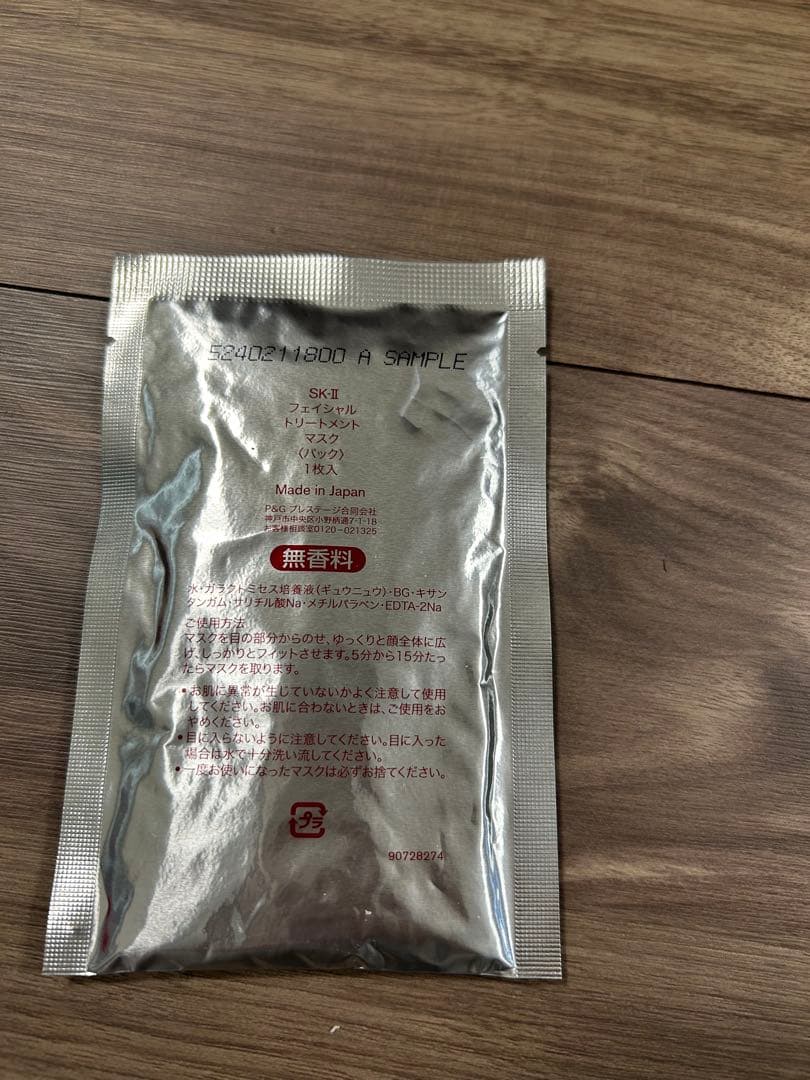 5240211800 A SAMPLE
SK-II
フェイシャル
トリートメント
マスク
〈パック〉
1枚入
Made in Japan
P&G プレステージ合同会社
神戸市中央区小野柄通7-1-18
お客様相談室0120-021325
無香料
水・ガラクトミセス培養液(ギュウニュウ)・BG・キサン
タンガム・サリチル酸Na・メチルパラベン・EDTA-2Na
ご使用方法
マスクを目の部分からのせ、ゆっくりと顔全体に広
げ、しっかりとフィットさせます。5分から15分たっ
たらマスクを取ります。
•お肌に異常が生じていないかよく注意して使用
してください。お肌に合わないときは、ご使用をお
やめください。
•目に入らないように注意してください。目に入った
場合は水で十分洗い流してください。
•一度お使いになったマスクは必ずお捨てください。
プラ
90728274